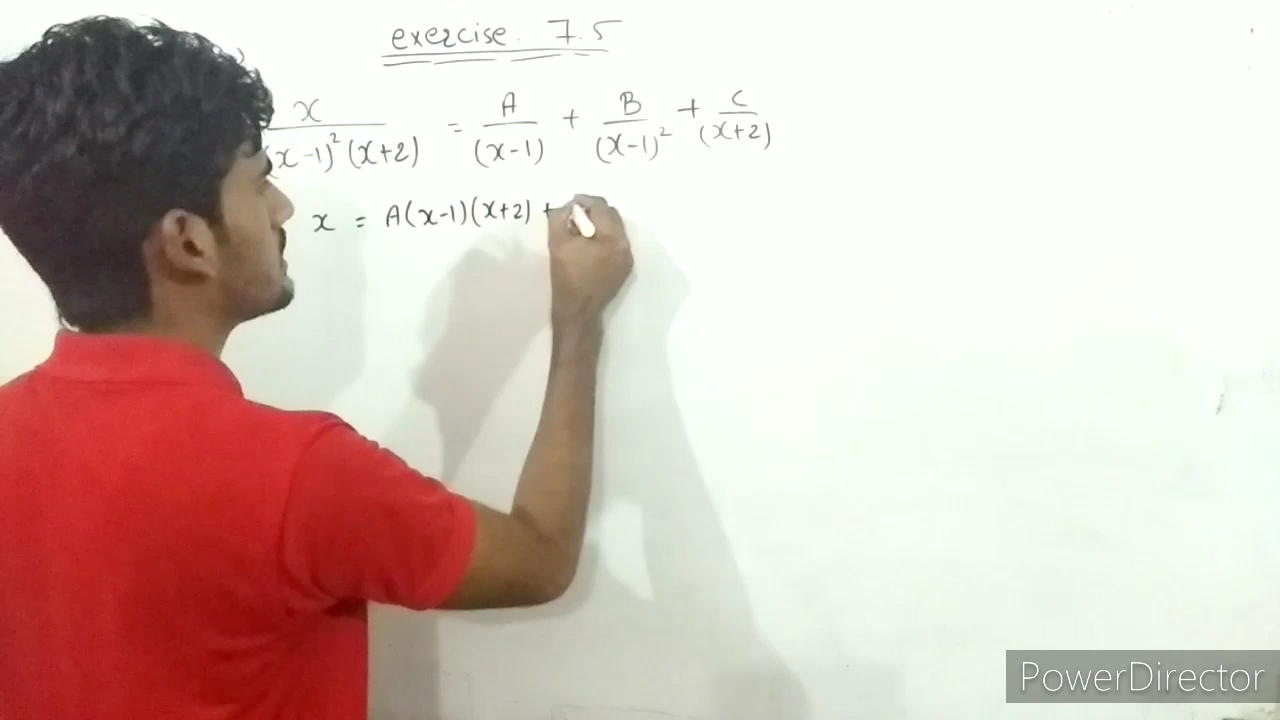 exercise. 7.5
x / (x-1)² (x+2) = A / (x-1) + B / (x-1)² + C / (x+2)
x = A(x-1)(x+2) +
PowerDirector